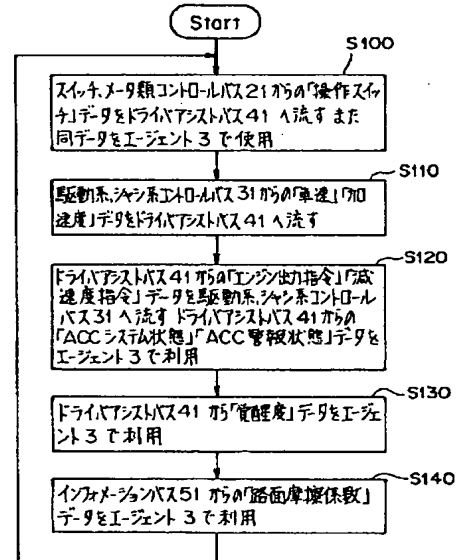 Start
S100
スイッチ、メータ類コントロールバス21からの「操作スイッ
チ」データをドライバアシストバス41へ流す また
同データをエージェント3で使用
S110
駆動系、シャシ系コントロールバス31からの「車速」「加
速度」データをドライバアシストバス41へ流す
S120
ドライバアシストバス41からの「エンジン出力指令」「減
速度指令」データを駆動系、シャシ系コントロール
バス31へ流す ドライバアシストバス41からの
「ACCシステム状態」「ACC警報状態」データを
エージェント3で利用
S130
ドライバアシストバス41から「覚醒度」データをエージェ
ント3で利用
S140
インフォメーションバス51からの「路面摩擦係数」
データをエージェント3で利用